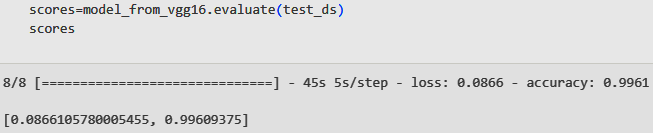 scores=model_from_vgg16.evaluate(test_ds)
scores
8/8 [==============================] - 45s 5s/step - loss: 0.0866 - accuracy: 0.9961
[0.0866105780005455, 0.99609375]